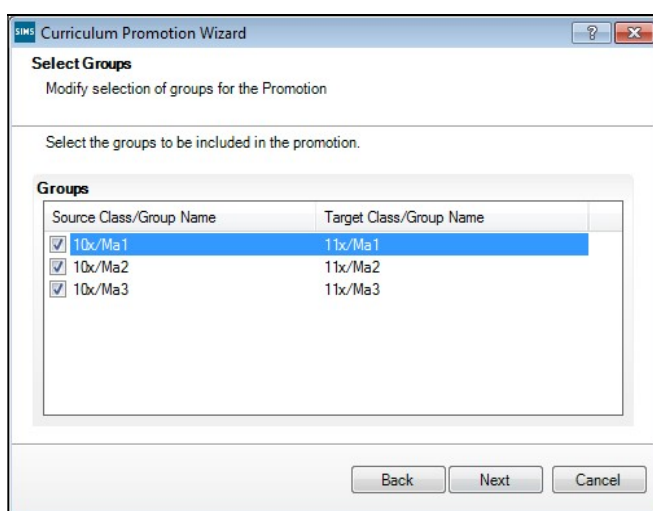 SIMS Curriculum Promotion Wizard ?
Select Groups
Modify selection of groups for the Promotion
Select the groups to be included in the promotion.
Groups
Source Class/Group Name Target Class/Group Name
10x/Ma1 11x/Ma1
10x/Ma2 11x/Ma2
10x/Ma3 11x/Ma3
Back Next Cancel